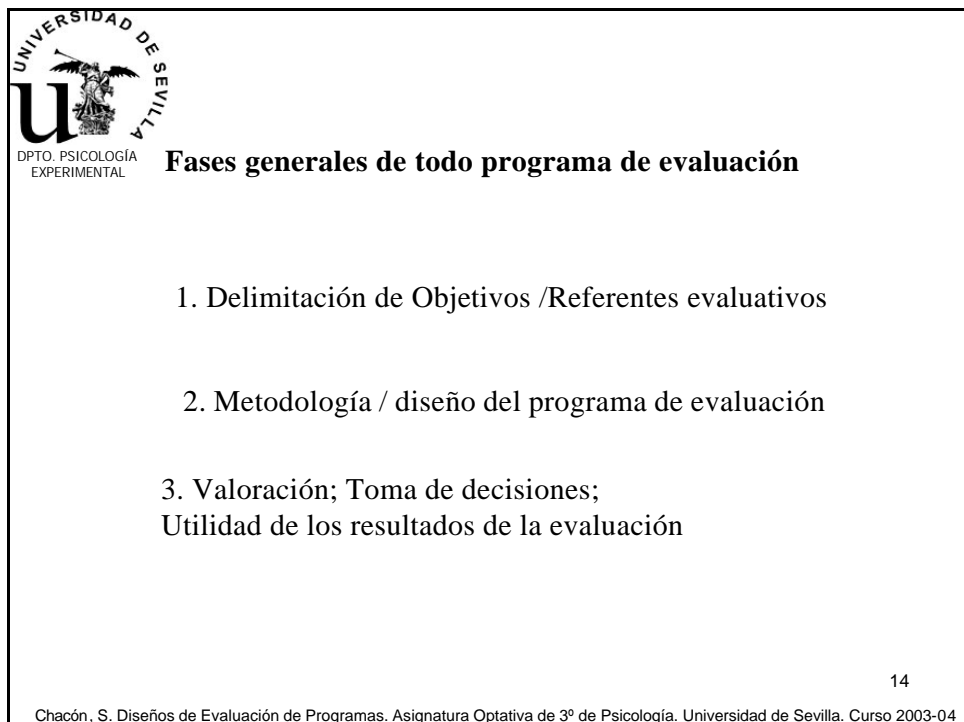 UNIVERSIDAD DE SEVILLA
u
DPTO. PSICOLOGÍA
EXPERIMENTAL
Fases generales de todo programa de evaluación
1. Delimitación de Objetivos /Referentes evaluativos
2. Metodología / diseño del programa de evaluación
3. Valoración; Toma de decisiones;
Utilidad de los resultados de la evaluación
14
Chacón, S. Diseños de Evaluación de Programas. Asignatura Optativa de 3º de Psicología. Universidad de Sevilla. Curso 2003-04